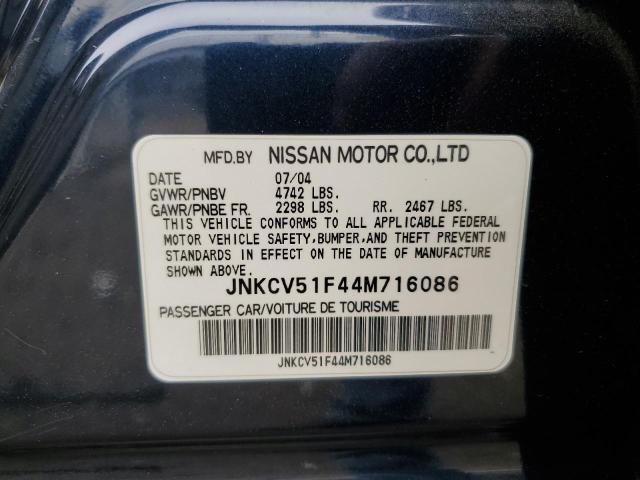 MFD.BY NISSAN MOTOR CO.,LTD
DATE 07/04
GVWR/PNBV 4742 LBS.
GAWR/PNBE FR. 2298 LBS. RR. 2467 LBS.
THIS VEHICLE CONFORMS TO ALL APPLICABLE FEDERAL
MOTOR VEHICLE SAFETY,BUMPER,AND THEFT PREVENTION
STANDARDS IN EFFECT ON THE DATE OF MANUFACTURE
SHOWN ABOVE.
JNKCV51F44M716086
PASSENGER CAR/VOITURE DE TOURISME
JNKCV51F44M716086